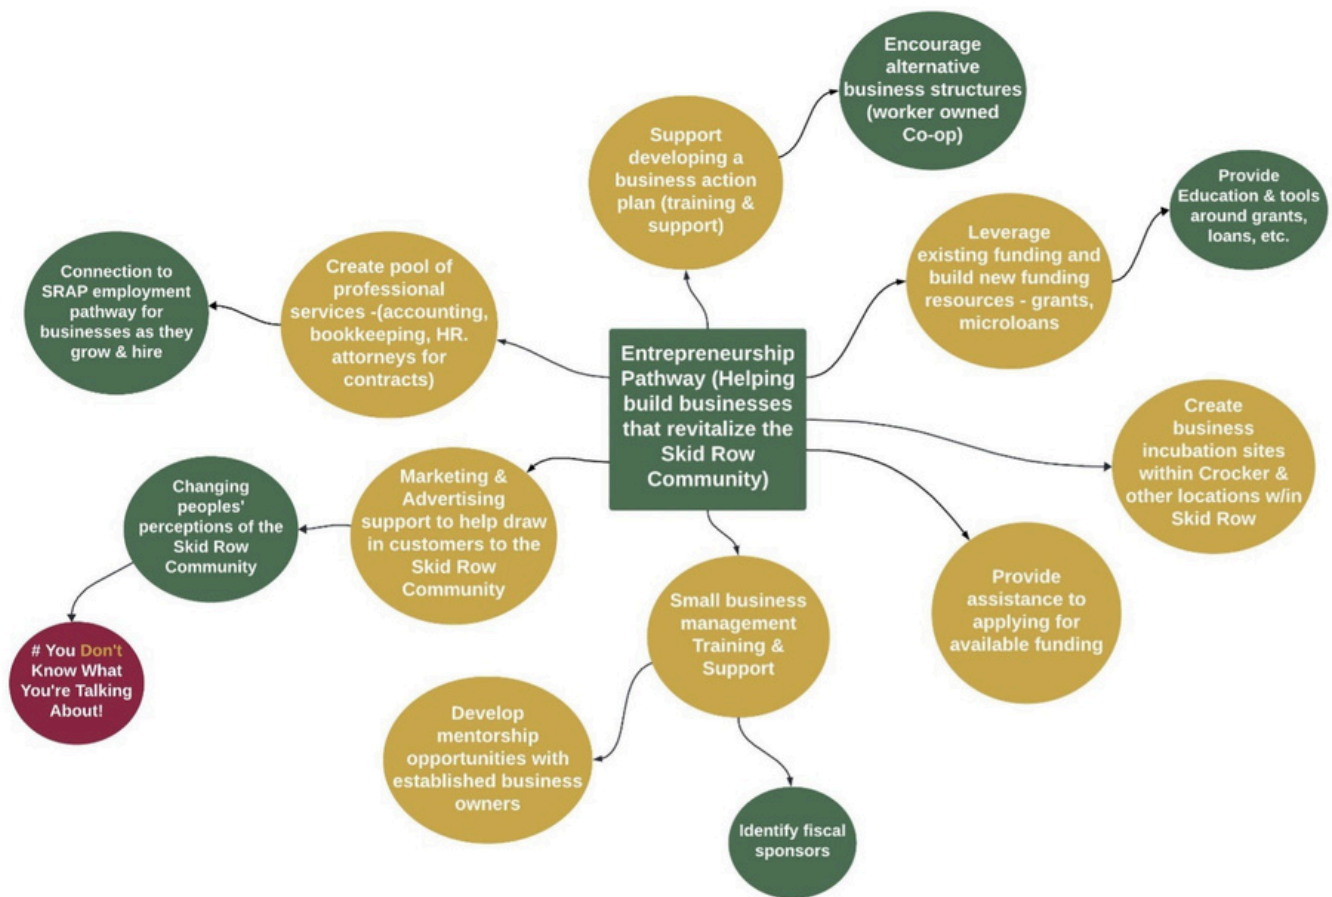 Encourage
alternative
business structures
(worker owned
Co-op)
Support
developing a
business action
plan (training &
support)
Provide
Education & tools
around grants,
loans, etc.
Leverage
existing funding and
build new funding
resources - grants,
microloans
Connection to
SRAP employment
pathway for
businesses as they
grow & hire
Create pool of
professional
services -(accounting,
bookkeeping, HR.
attorneys for
contracts)
Entrepreneurship
Pathway (Helping
build businesses
that revitalize the
Skid Row
Community)
Create
business
incubation sites
within Crocker &
other locations w/in
Skid Row
Changing
peoples'
perceptions of the
Skid Row
Community
Marketing &
Advertising
support to help draw
in customers to the
Skid Row
Community
Provide
assistance to
applying for
available funding
Small business
management
Training &
Support
# You Don't
Know What
You're Talking
About!
Develop
mentorship
opportunities with
established business
owners
Identify fiscal
sponsors